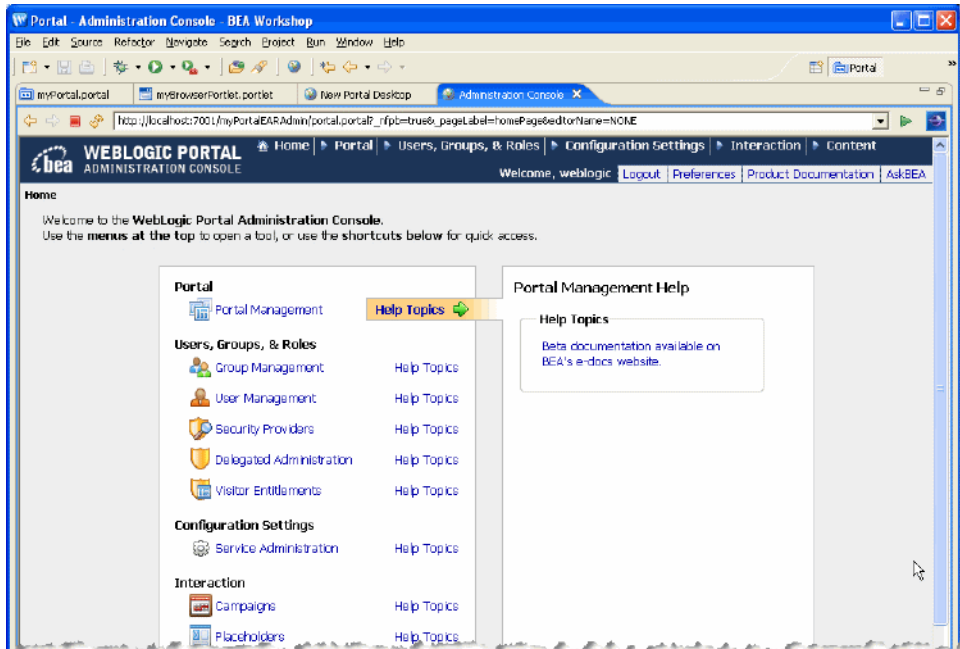 Portal - Administration Console - BEA Workshop
File Edit Source Refactor Navigate Search Project Run Window Help
Portal
»
myPortal.portal myBrowserPortlet.portlet New Portal Desktop Administration Console
http://localhost:7001/myPortalEARAdmin/portal.portal?_nfpb=true&_pageLabel=homePage&editorName=NONE
bea WEBLOGIC PORTAL Home Portal Users, Groups, & Roles Configuration Settings Interaction Content
ADMINISTRATION CONSOLE Welcome, weblogic Logout Preferences Product Documentation AskBEA
Home
Welcome to the WebLogic Portal Administration Console.
Use the menus at the top to open a tool, or use the shortcuts below for quick access.
Portal
Portal Management Help Topics
Users, Groups, & Roles
Group Management Help Topics
User Management Help Topics
Security Providers Help Topics
Delegated Administration Help Topics
Visitor Entitlements Help Topics
Configuration Settings
Service Administration Help Topics
Interaction
Campaigns Help Topics
Placeholders Help Topics
Portal Management Help
Help Topics
Beta documentation available on
BEA's e-docs website.